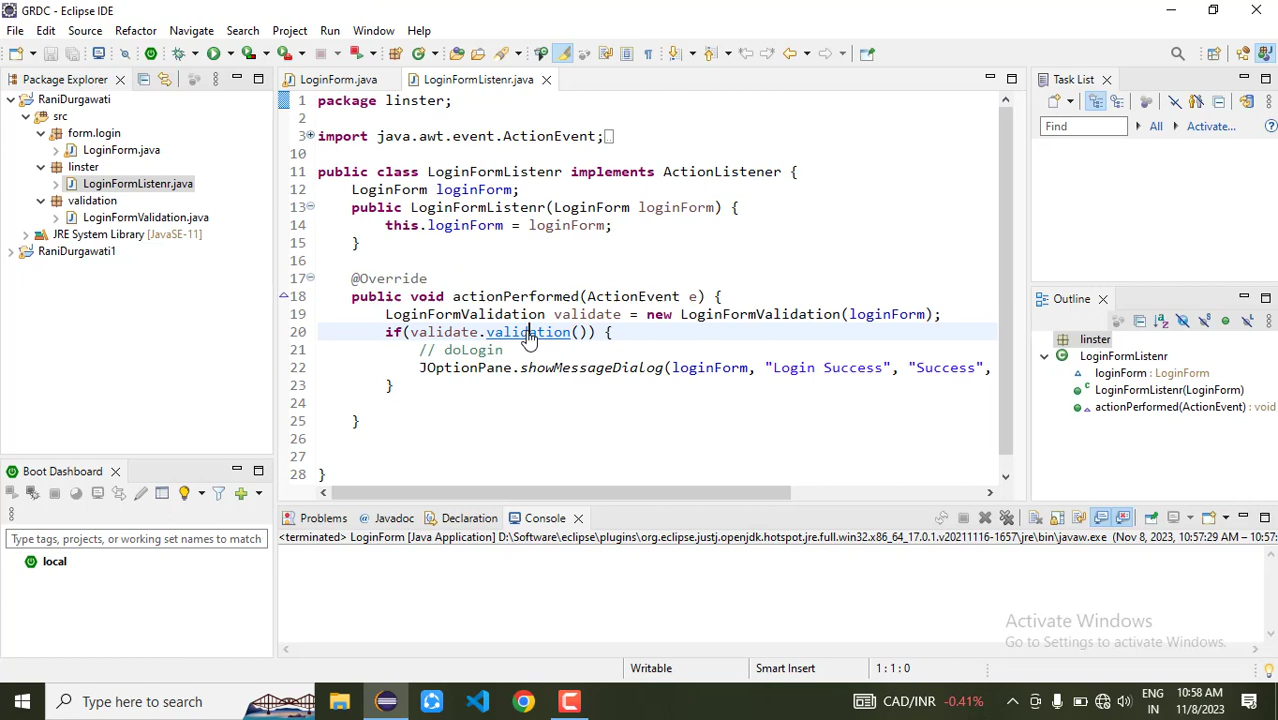 GRDC - Eclipse IDE
File Edit Source Refactor Navigate Search Project Run Window Help
Package Explorer
RaniDurgawati
src
form.login
LoginForm.java
linster
LoginFormListenr.java
validation
LoginFormValidation.java
JRE System Library [JavaSE-11]
RaniDurgawati1
Boot Dashboard
Type tags, projects, or working set names to match
local
LoginForm.java LoginFormListenr.java
1 package linster;
2
3 import java.awt.event.ActionEvent;
10
11 public class LoginFormListenr implements ActionListener {
12 LoginForm loginForm;
13 public LoginFormListenr(LoginForm loginForm) {
14 this.loginForm = loginForm;
15 }
16
17 @Override
18 public void actionPerformed(ActionEvent e) {
19 LoginFormValidation validate = new LoginFormValidation(loginForm);
20 if(validate.validation()) {
21 // doLogin
22 JOptionPane.showMessageDialog(loginForm, "Login Success", "Success",
23 }
24
25 }
26
27
28 }
Task List
Find All Activate...
Outline
linster
LoginFormListenr
loginForm : LoginForm
LoginFormListenr(LoginForm)
actionPerformed(ActionEvent) : void
Problems @ Javadoc Declaration Console
<terminated> LoginForm [Java Application] D:\Software\eclipse\plugins\org.eclipse.justj.openjdk.hotspot.jre.full.win32.x86_64_17.0.1.v20211116-1657\jre\bin\javaw.exe (Nov 8, 2023, 10:57:29 AM – 10:57:
Activate Windows
Go to Settings to activate Windows.
Writable Smart Insert 1 : 1 : 0
Type here to search
CAD/INR -0.41%
ENG
IN
10:58 AM
11/8/2023